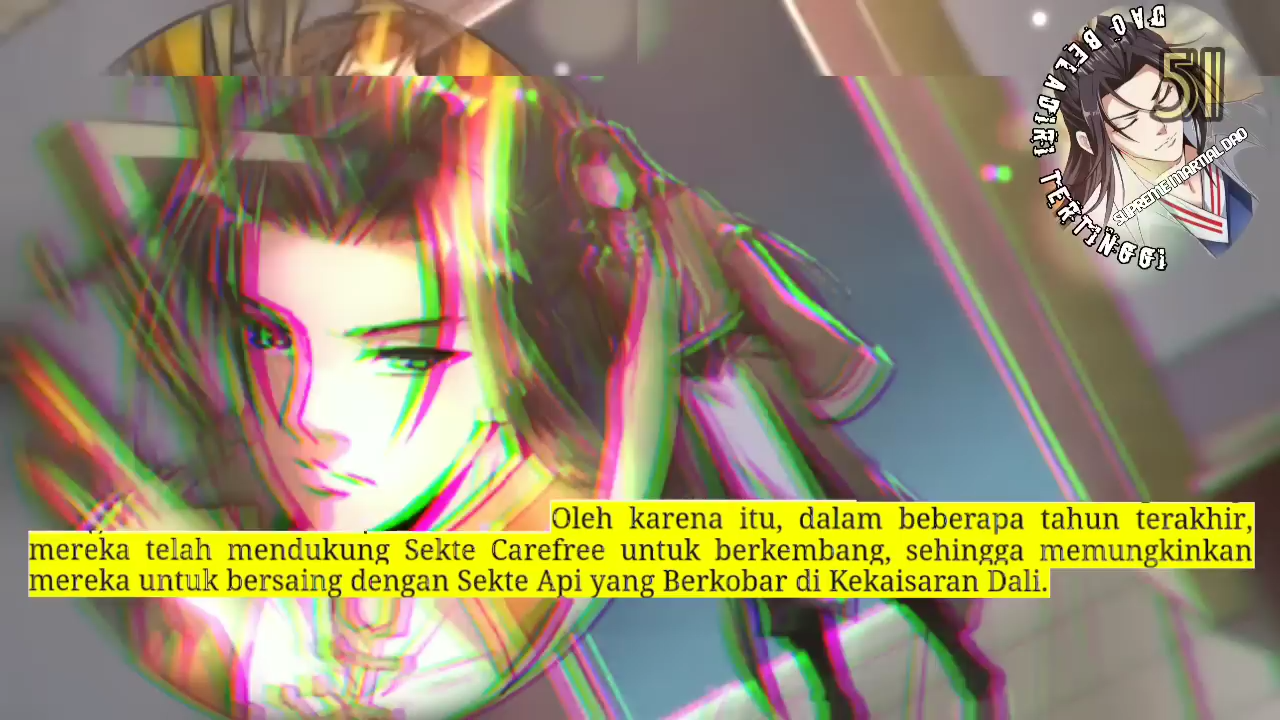 DAO BELADIRI TERTINGGI
51
SUPREME MARTIAL DAO
Oleh karena itu, dalam beberapa tahun terakhir,
mereka telah mendukung Sekte Carefree untuk berkembang, sehingga memungkinkan
mereka untuk bersaing dengan Sekte Api yang Berkobar di Kekaisaran Dali.